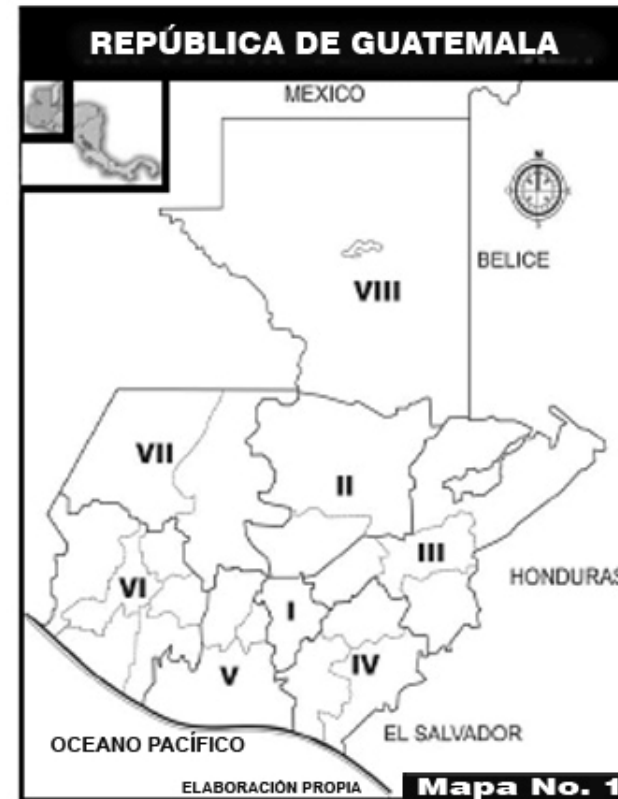 REPÚBLICA DE GUATEMALA
MEXICO
N
BELICE
VIII
VII
II
III
HONDURAS
VI
I
IV
V
EL SALVADOR
OCEANO PACÍFICO
ELABORACIÓN PROPIA
Mapa No. 1